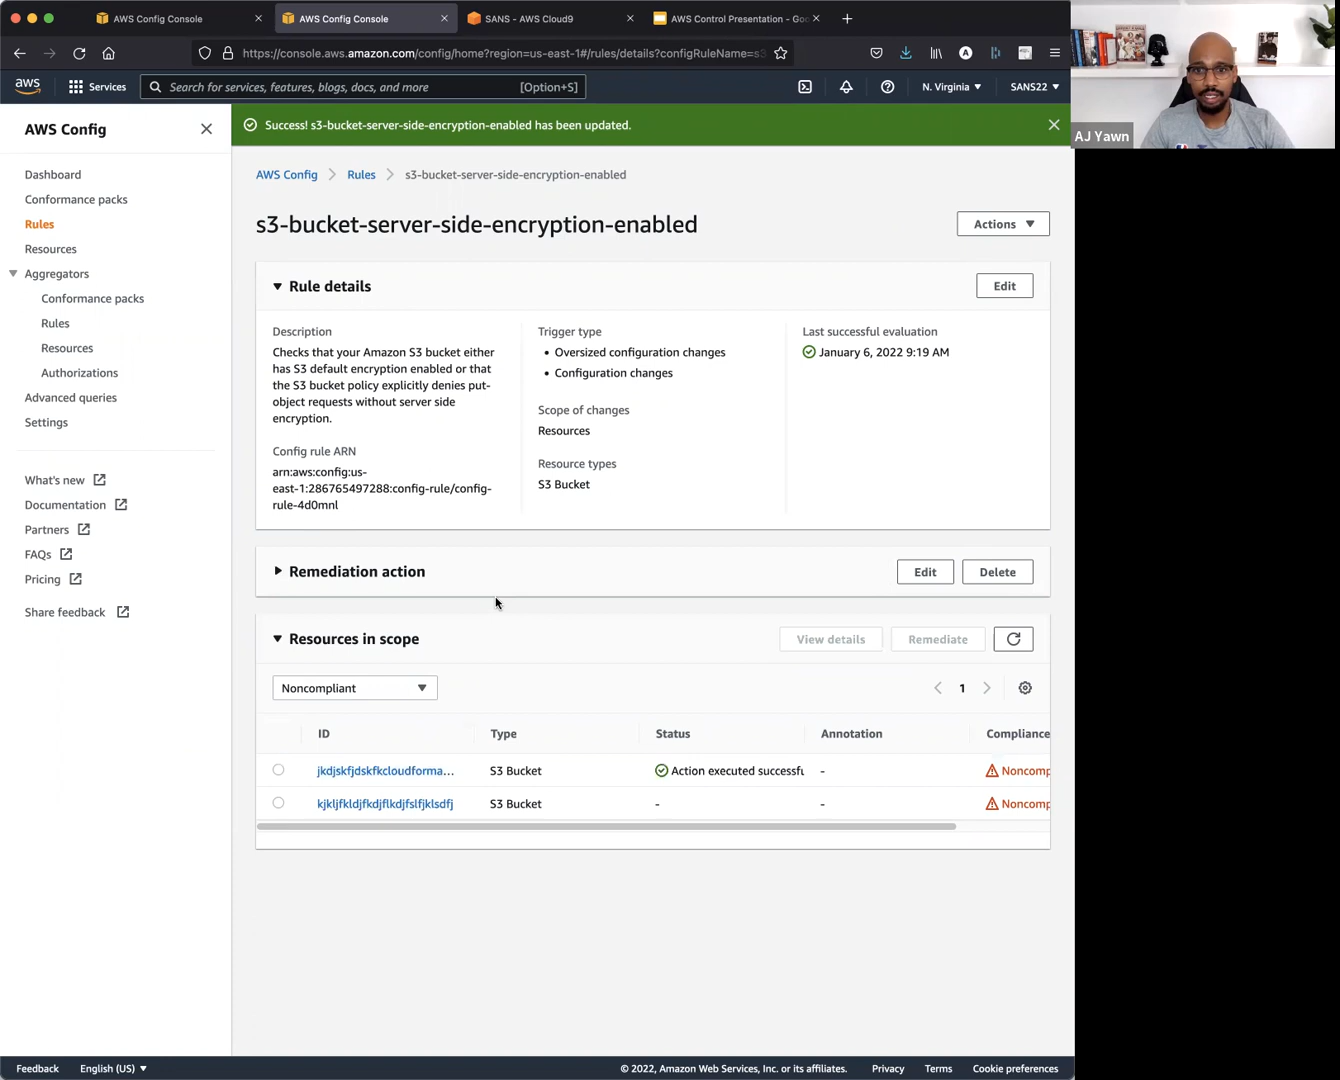 AWS Config Console
AWS Config Console
SANS - AWS Cloud9
AWS Control Presentation - Goo
https://console.aws.amazon.com/config/home?region=us-east-1#/rules/details?configRuleName=s3
aws
Services
Search for services, features, blogs, docs, and more
[Option+S]
N. Virginia
SANS22
AJ Yawn
AWS Config
Success! s3-bucket-server-side-encryption-enabled has been updated.
Dashboard
Conformance packs
Rules
Resources
Aggregators
Conformance packs
Rules
Resources
Authorizations
Advanced queries
Settings
What's new
Documentation
Partners
FAQs
Pricing
Share feedback
AWS Config
Rules
s3-bucket-server-side-encryption-enabled
s3-bucket-server-side-encryption-enabled
Actions
Rule details
Edit
Description
Checks that your Amazon S3 bucket either
has S3 default encryption enabled or that
the S3 bucket policy explicitly denies put-
object requests without server side
encryption.
Config rule ARN
arn:aws:config:us-
east-1:286765497288:config-rule/config-
rule-4d0mnl
Trigger type
• Oversized configuration changes
• Configuration changes
Scope of changes
Resources
Resource types
S3 Bucket
Last successful evaluation
January 6, 2022 9:19 AM
Remediation action
Edit
Delete
Resources in scope
View details
Remediate
Noncompliant
1
ID
Type
Status
Annotation
Compliance
jkdjskfjdskfkcloudforma...
S3 Bucket
Action executed successfu
-
Noncomp
kjkljfkldjfkdjflkdjfslfjklsdfj
S3 Bucket
-
-
Noncomp
Feedback
English (US)
© 2022, Amazon Web Services, Inc. or its affiliates.
Privacy
Terms
Cookie preferences